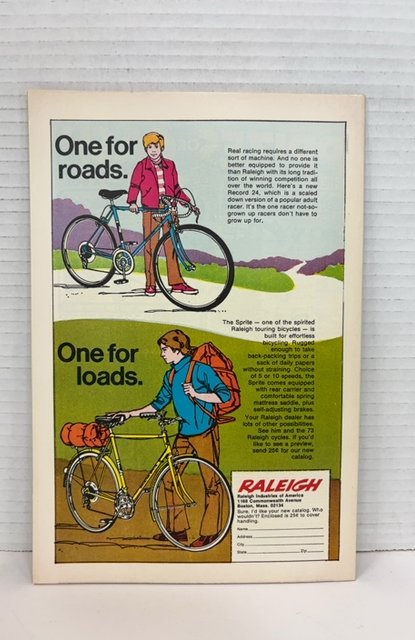 One for
roads.
Real racing requires a different
sort of machine. And no one is
better equipped to provide it
than Raleigh with its long tradi-
tion of winning competition all
over the world. Here's a new
Record 24, which is a scaled
down version of a popular adult
racer. It's the one racer not-so-
grown up racers don't have to
grow up for.
The Sprite — one of the spirited
Raleigh touring bicycles — is
built for effortless
bicycling. Rugged
enough to take
back-packing trips or a
sack of daily papers
without straining. Choice
of 5 or 10 speeds, the
Sprite comes equipped
with rear carrier and
comfortable spring
mattress saddle, plus
self-adjusting brakes.
Your Raleigh dealer has
lots of other possibilities.
See him and the 73
Raleigh cycles. If you'd
like to see a preview,
send 25¢ for our new
catalog.
One for
loads.
RALEIGH
Raleigh Industries of America
1168 Commonwealth Avenue
Boston, Mass. 02134
Sure, I'd like your new catalog. Who
wouldn't? Enclosed is 25¢ to cover
handling.
Name
Address
City
State Zip